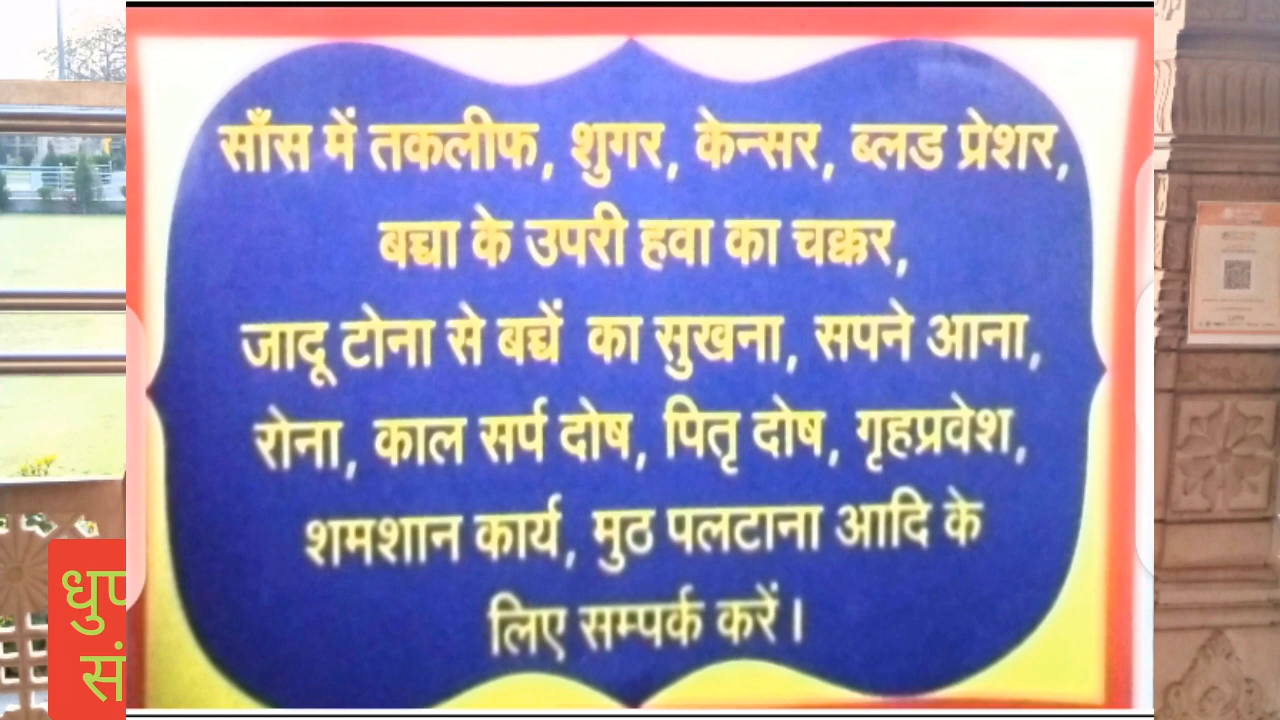 साँस में तकलीफ, शुगर, केन्सर, ब्लड प्रेशर,
बच्चा के उपरी हवा का चक्कर,
जादू टोना से बच्चें का सुखना, सपने आना,
रोना, काल सर्प दोष, पितृ दोष, गृहप्रवेश,
शमशान कार्य, मुठ पलटाना आदि के
लिए सम्पर्क करें।